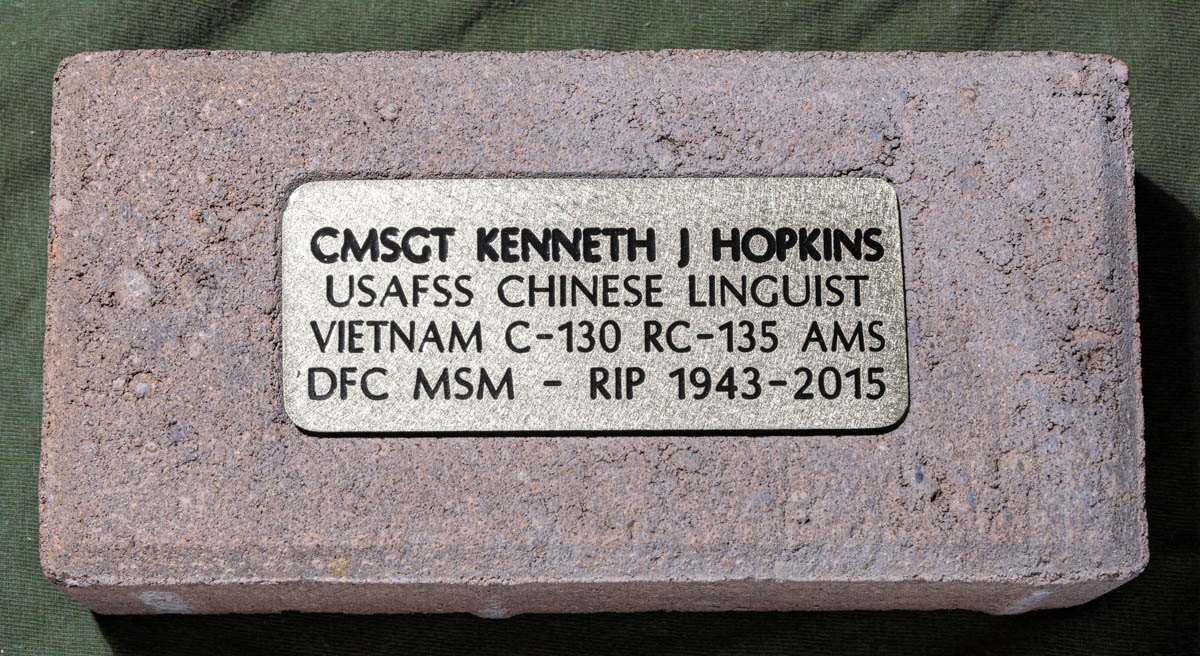 CMSGT KENNETH J HOPKINS
USAFSS CHINESE LINGUIST
VIETNAM C-130 RC-135 AMS
DFC MSM - RIP 1943-2015